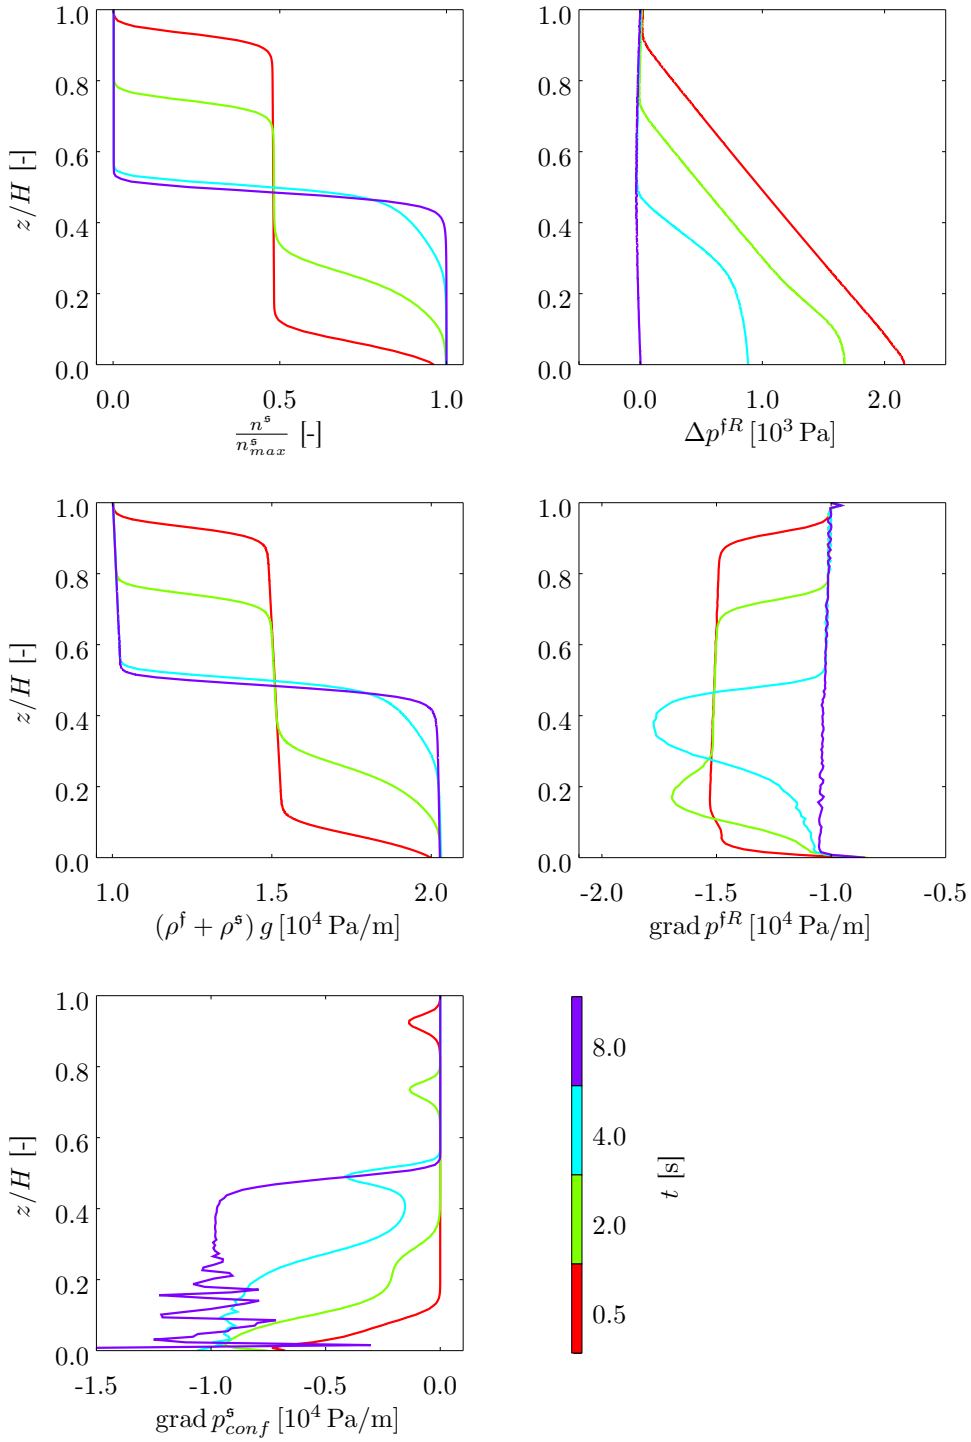 1.0
0.8
0.6
0.4
0.2
0.0
z/H [-]
0.0 0.5 1.0
n^𝔰 / n^𝔰_max [-]
1.0
0.8
0.6
0.4
0.2
0.0
0.0 1.0 2.0
Δp^𝔣R [10^3 Pa]
1.0
0.8
0.6
0.4
0.2
0.0
z/H [-]
1.0 1.5 2.0
(ρ^𝔣 + ρ^𝔰) g [10^4 Pa/m]
1.0
0.8
0.6
0.4
0.2
0.0
-2.0 -1.5 -1.0 -0.5
grad p^𝔣R [10^4 Pa/m]
1.0
0.8
0.6
0.4
0.2
0.0
z/H [-]
-1.5 -1.0 -0.5 0.0
grad p^𝔰_conf [10^4 Pa/m]
8.0
4.0
2.0
0.5
t [s]